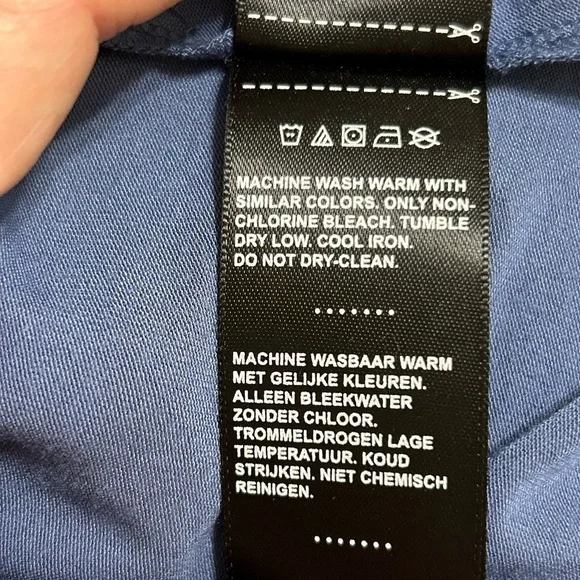 MACHINE WASH WARM WITH
SIMILAR COLORS. ONLY NON-
CHLORINE BLEACH. TUMBLE
DRY LOW. COOL IRON.
DO NOT DRY-CLEAN.
MACHINE WASBAAR WARM
MET GELIJKE KLEUREN.
ALLEEN BLEEKWATER
ZONDER CHLOOR.
TROMMELDROGEN LAGE
TEMPERATUUR. KOUD
STRIJKEN. NIET CHEMISCH
REINIGEN.